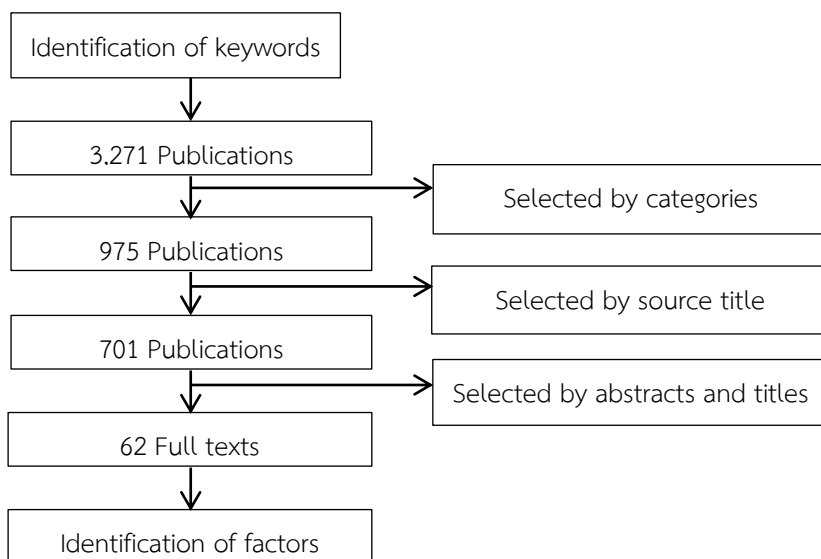 Identification of keywords
3,271 Publications
Selected by categories
975 Publications
Selected by source title
701 Publications
Selected by abstracts and titles
62 Full texts
Identification of factors